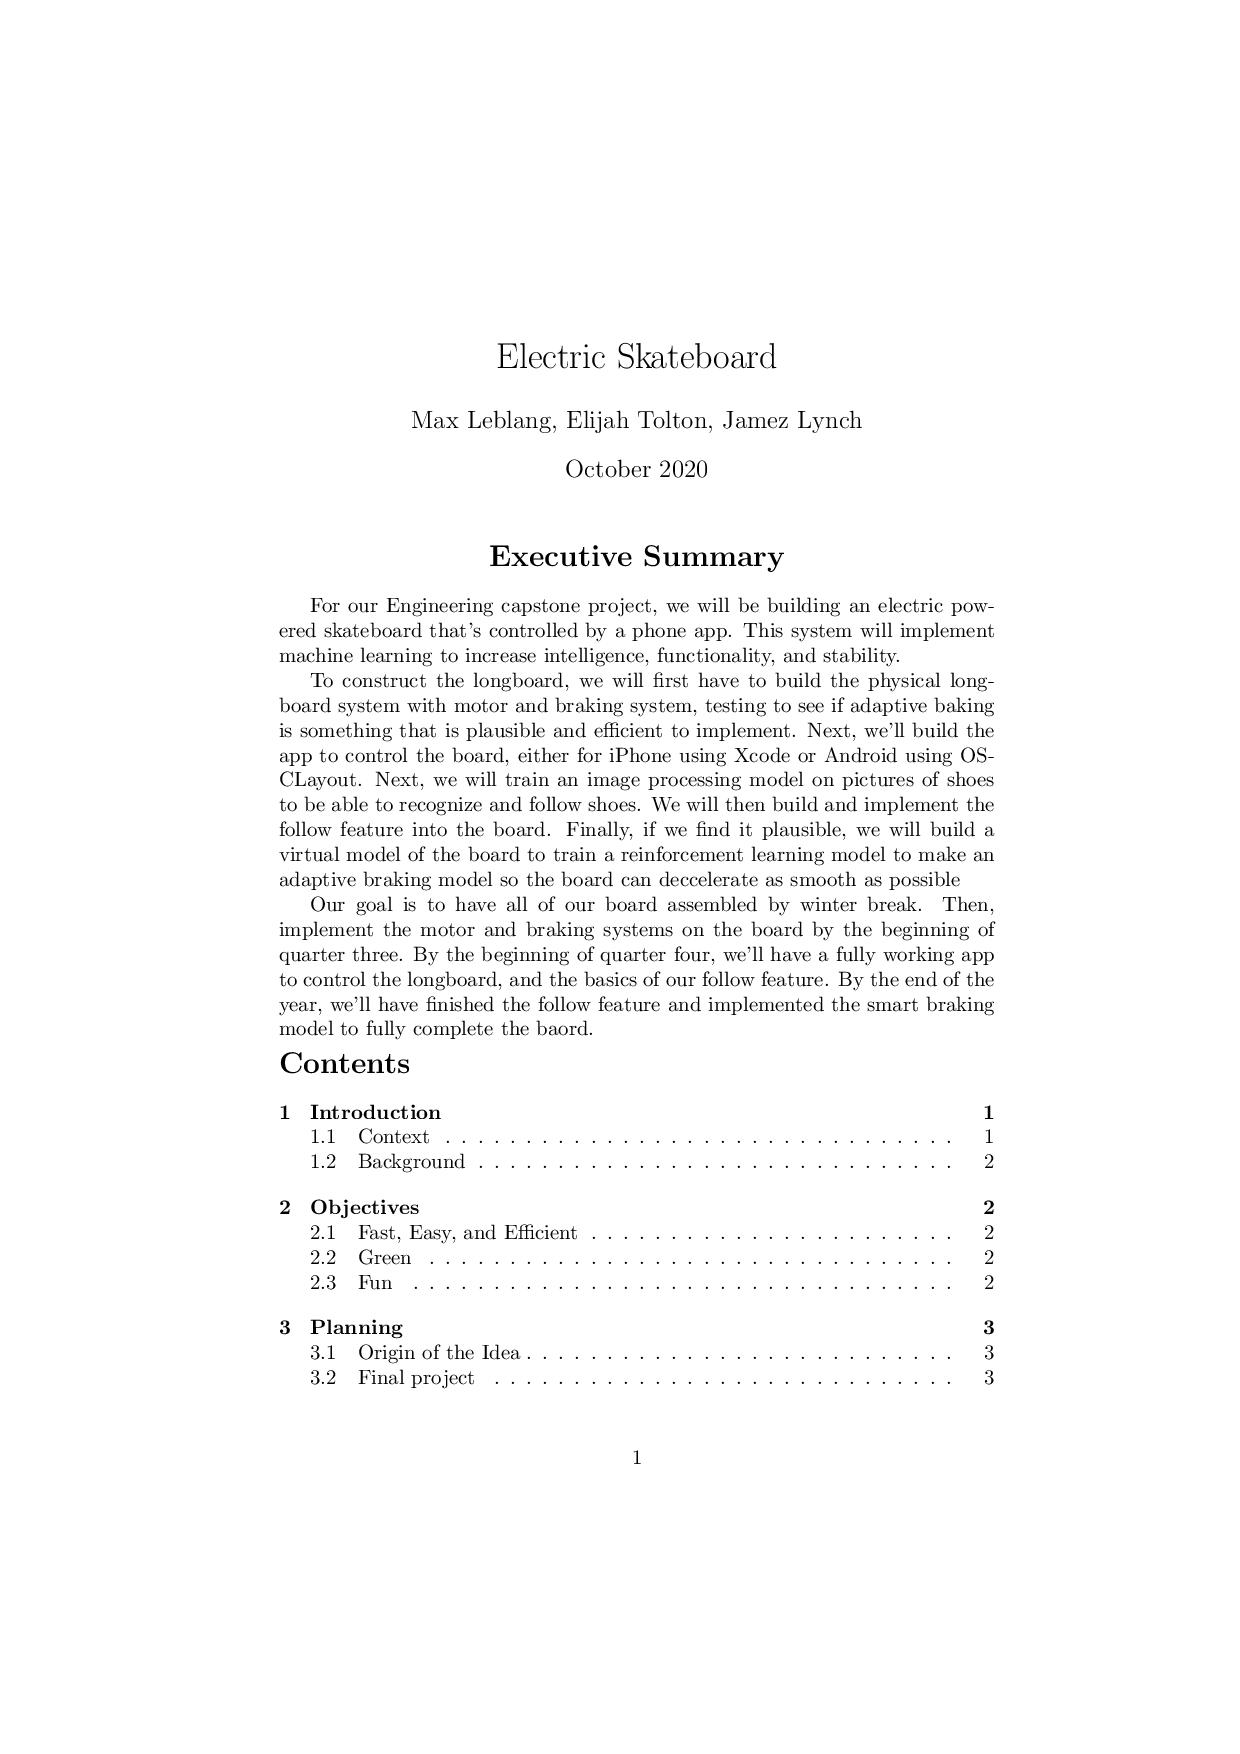 Electric Skateboard
Max Leblang, Elijah Tolton, Jamez Lynch
October 2020
Executive Summary
For our Engineering capstone project, we will be building an electric pow-
ered skateboard that's controlled by a phone app. This system will implement
machine learning to increase intelligence, functionality, and stability.
To construct the longboard, we will first have to build the physical long-
board system with motor and braking system, testing to see if adaptive baking
is something that is plausible and efficient to implement. Next, we'll build the
app to control the board, either for iPhone using Xcode or Android using OS-
CLayout. Next, we will train an image processing model on pictures of shoes
to be able to recognize and follow shoes. We will then build and implement the
follow feature into the board. Finally, if we find it plausible, we will build a
virtual model of the board to train a reinforcement learning model to make an
adaptive braking model so the board can deccelerate as smooth as possible
Our goal is to have all of our board assembled by winter break. Then,
implement the motor and braking systems on the board by the beginning of
quarter three. By the beginning of quarter four, we'll have a fully working app
to control the longboard, and the basics of our follow feature. By the end of the
year, we'll have finished the follow feature and implemented the smart braking
model to fully complete the baord.
Contents
1 Introduction 1
1.1 Context . . . . . . . . . . . . . . . . . . . . . . . . . . . . . . . . 1
1.2 Background . . . . . . . . . . . . . . . . . . . . . . . . . . . . . . 2
2 Objectives 2
2.1 Fast, Easy, and Efficient . . . . . . . . . . . . . . . . . . . . . . . 2
2.2 Green . . . . . . . . . . . . . . . . . . . . . . . . . . . . . . . . . 2
2.3 Fun . . . . . . . . . . . . . . . . . . . . . . . . . . . . . . . . . . 2
3 Planning 3
3.1 Origin of the Idea . . . . . . . . . . . . . . . . . . . . . . . . . . . 3
3.2 Final project . . . . . . . . . . . . . . . . . . . . . . . . . . . . . 3
1